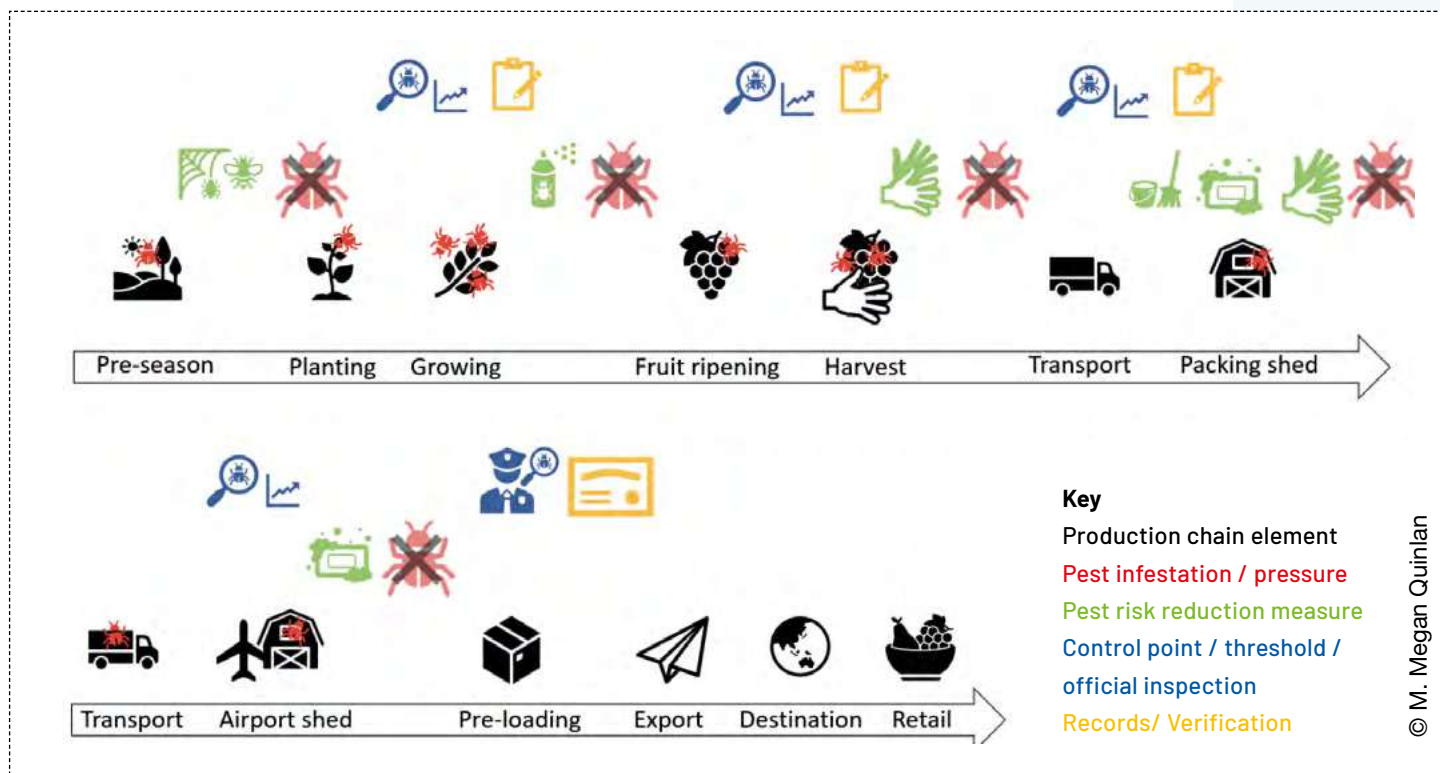 Pre-season Planting Growing Fruit ripening Harvest Transport Packing shed
Transport Airport shed Pre-loading Export Destination Retail
Key
Production chain element
Pest infestation / pressure
Pest risk reduction measure
Control point / threshold /
official inspection
Records/ Verification
© M. Megan Quinlan